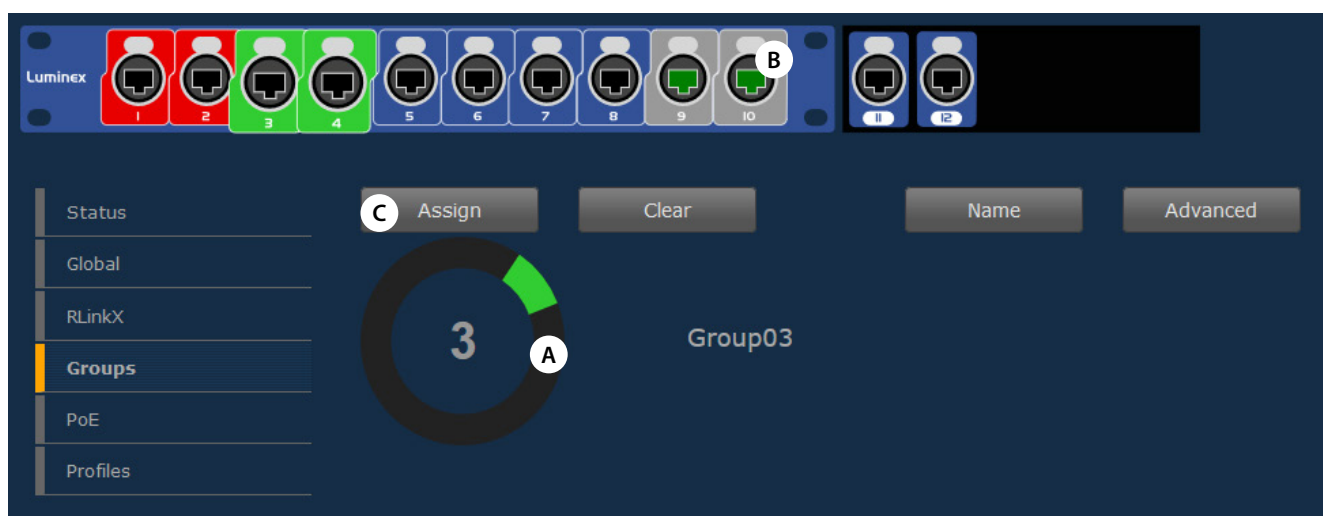 Luminex
1 2 3 4 5 6 7 8 9 10 B 11 12
Status
Global
RLinkX
Groups
PoE
Profiles
C Assign Clear Name Advanced
3 A Group03